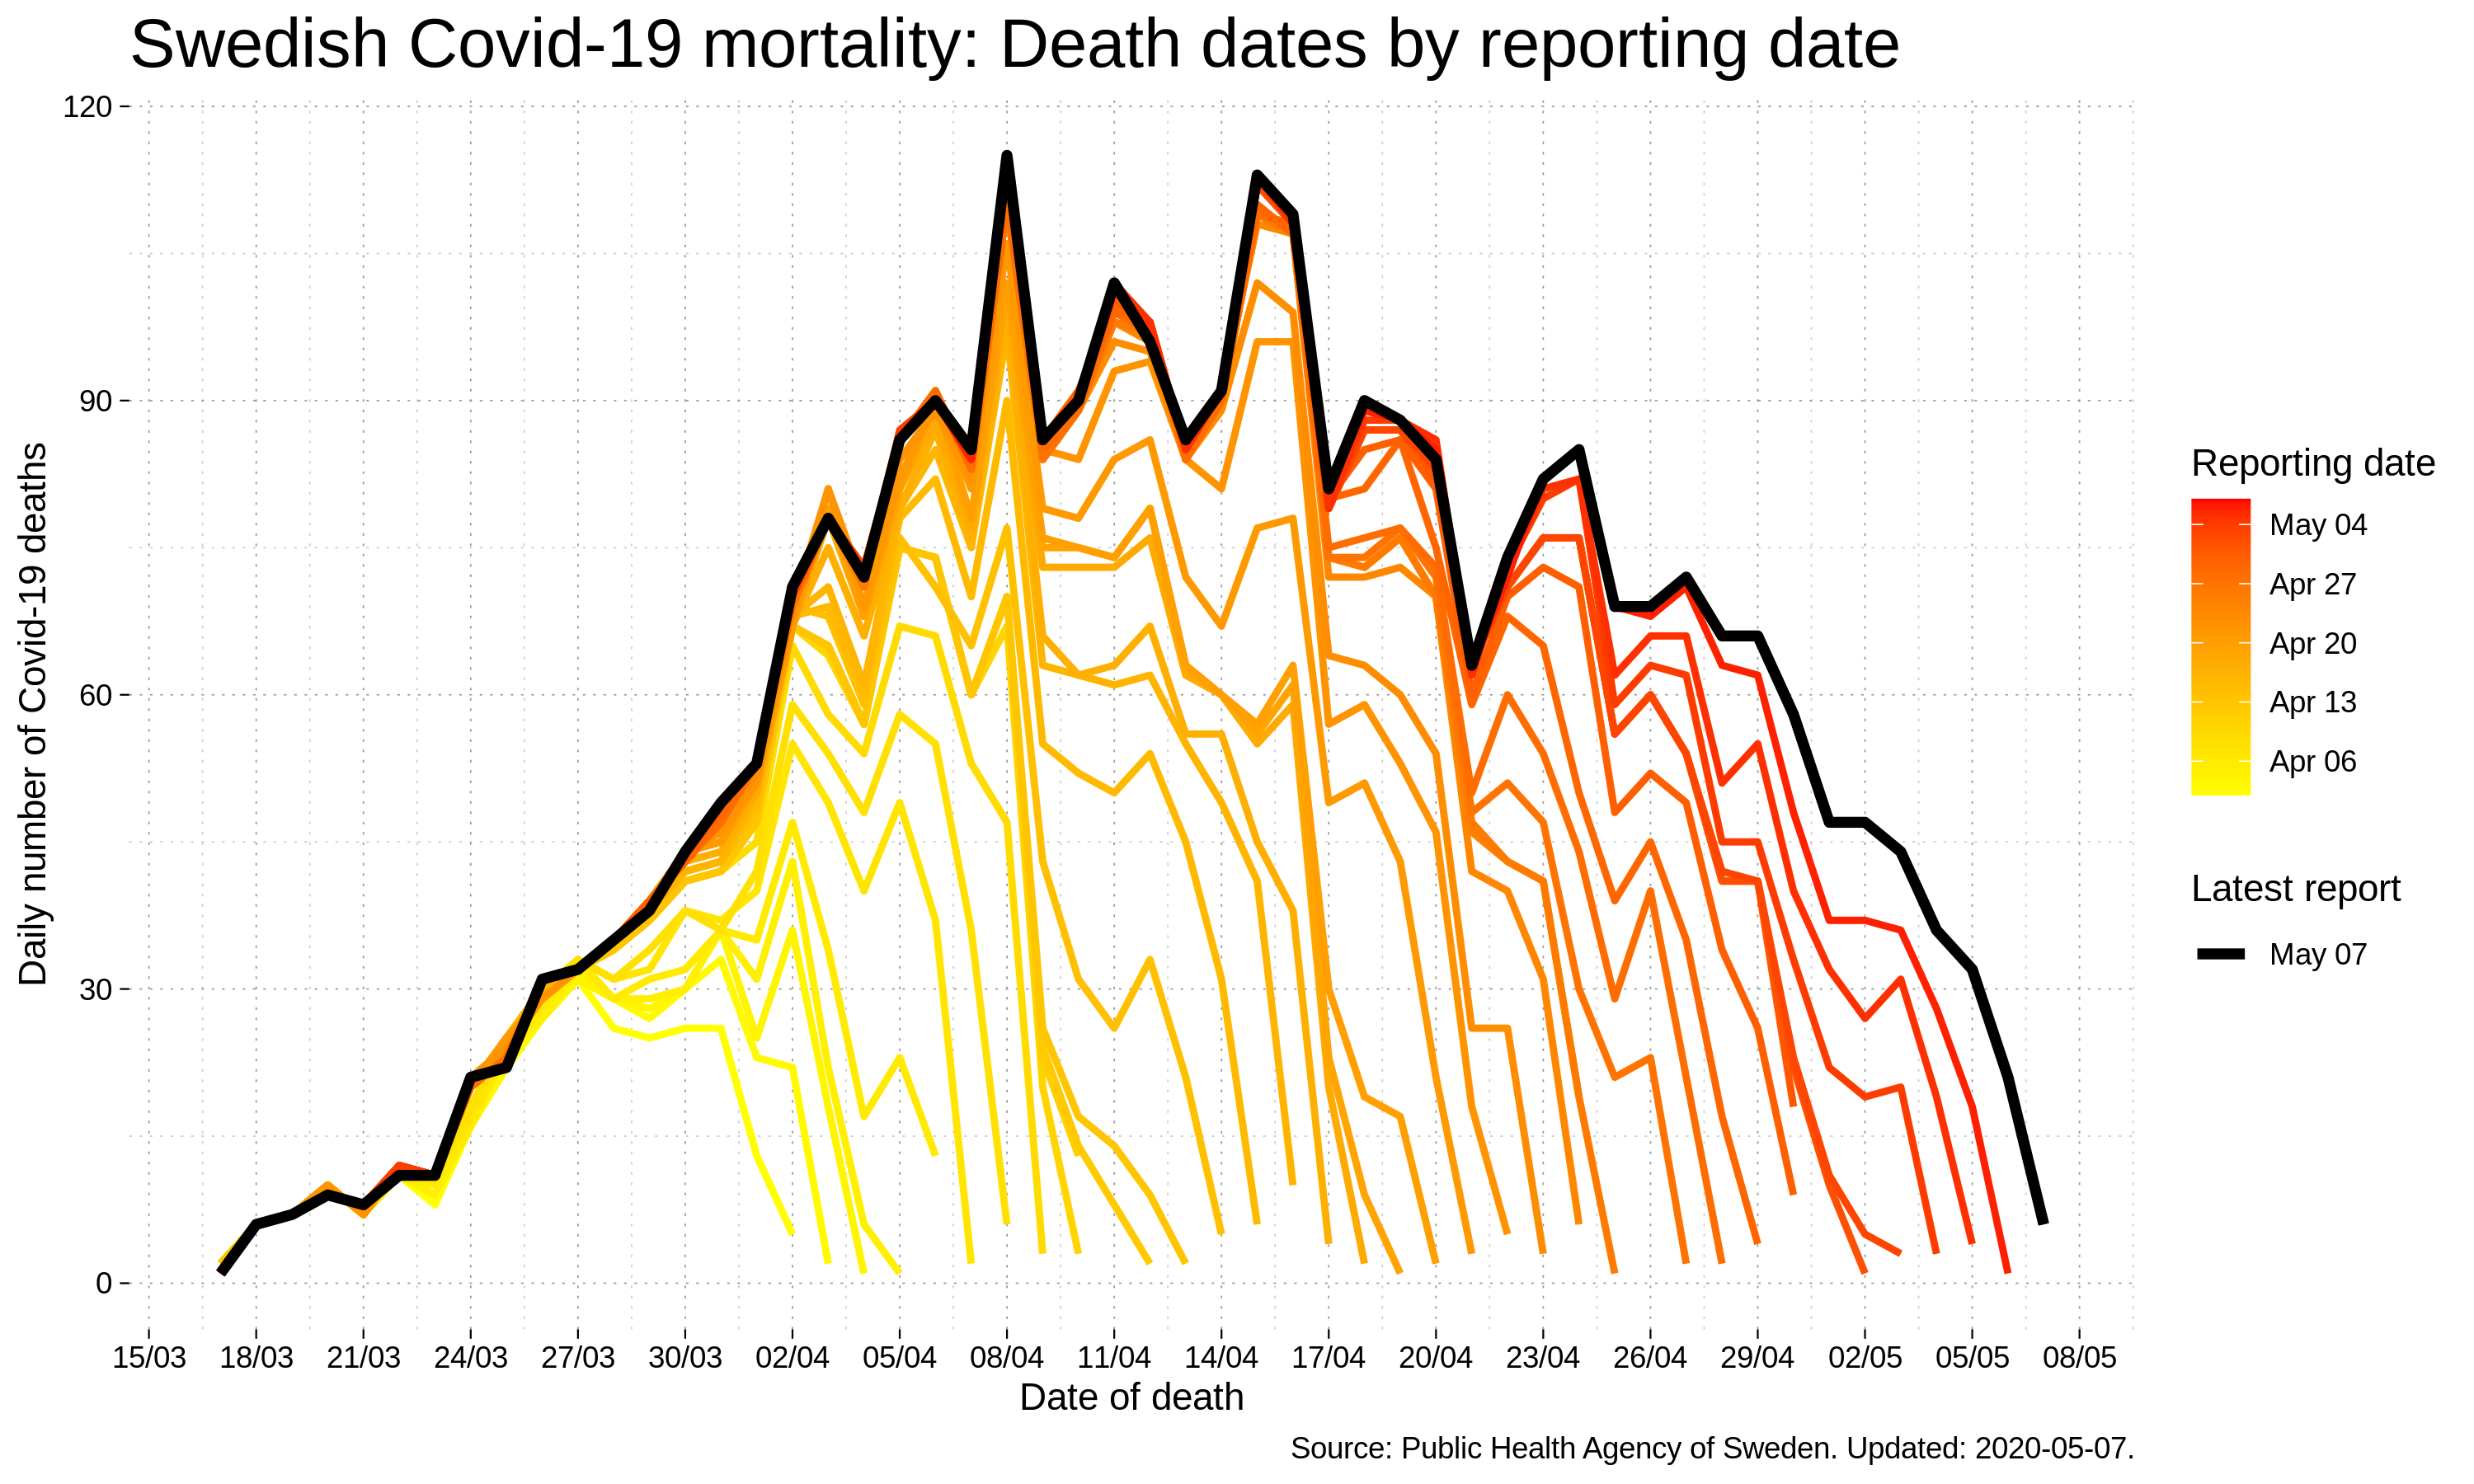 Swedish Covid-19 mortality: Death dates by reporting date
Daily number of Covid-19 deaths
120
90
60
30
0
15/03 18/03 21/03 24/03 27/03 30/03 02/04 05/04 08/04 11/04 14/04 17/04 20/04 23/04 26/04 29/04 02/05 05/05 08/05
Date of death
Reporting date
May 04
Apr 27
Apr 20
Apr 13
Apr 06
Latest report
May 07
Source: Public Health Agency of Sweden. Updated: 2020-05-07.